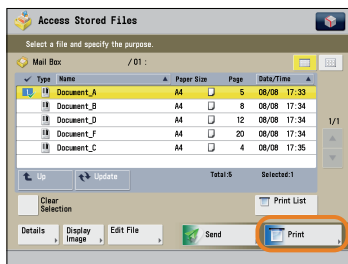 Access Stored Files
Select a file and specify the purpose.
Mail Box /01 :
✓ Type Name ▲ Paper Size Page Date/Time ▲
1 Document_A A4 5 08/08 17:33
Document_B A4 8 08/08 17:34
Document_D A4 12 08/08 17:34
Document_F A4 20 08/08 17:34
Document_C A4 4 08/08 17:35
1/1
Up Update Total:5 Selected:1
Clear Selection Print List
Details Display Image Edit File Send Print